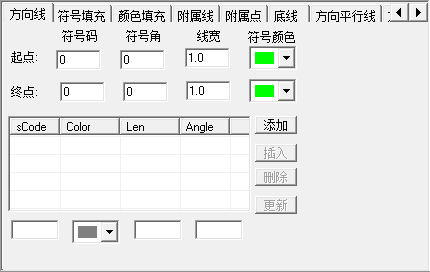 方向线 符号填充 颜色填充 附属线 附属点 底线 方向平行线
符号码 符号角 线宽 符号颜色
起点: 0 0 1.0
终点: 0 0 1.0
sCode Color Len Angle
添加
插入
删除
更新